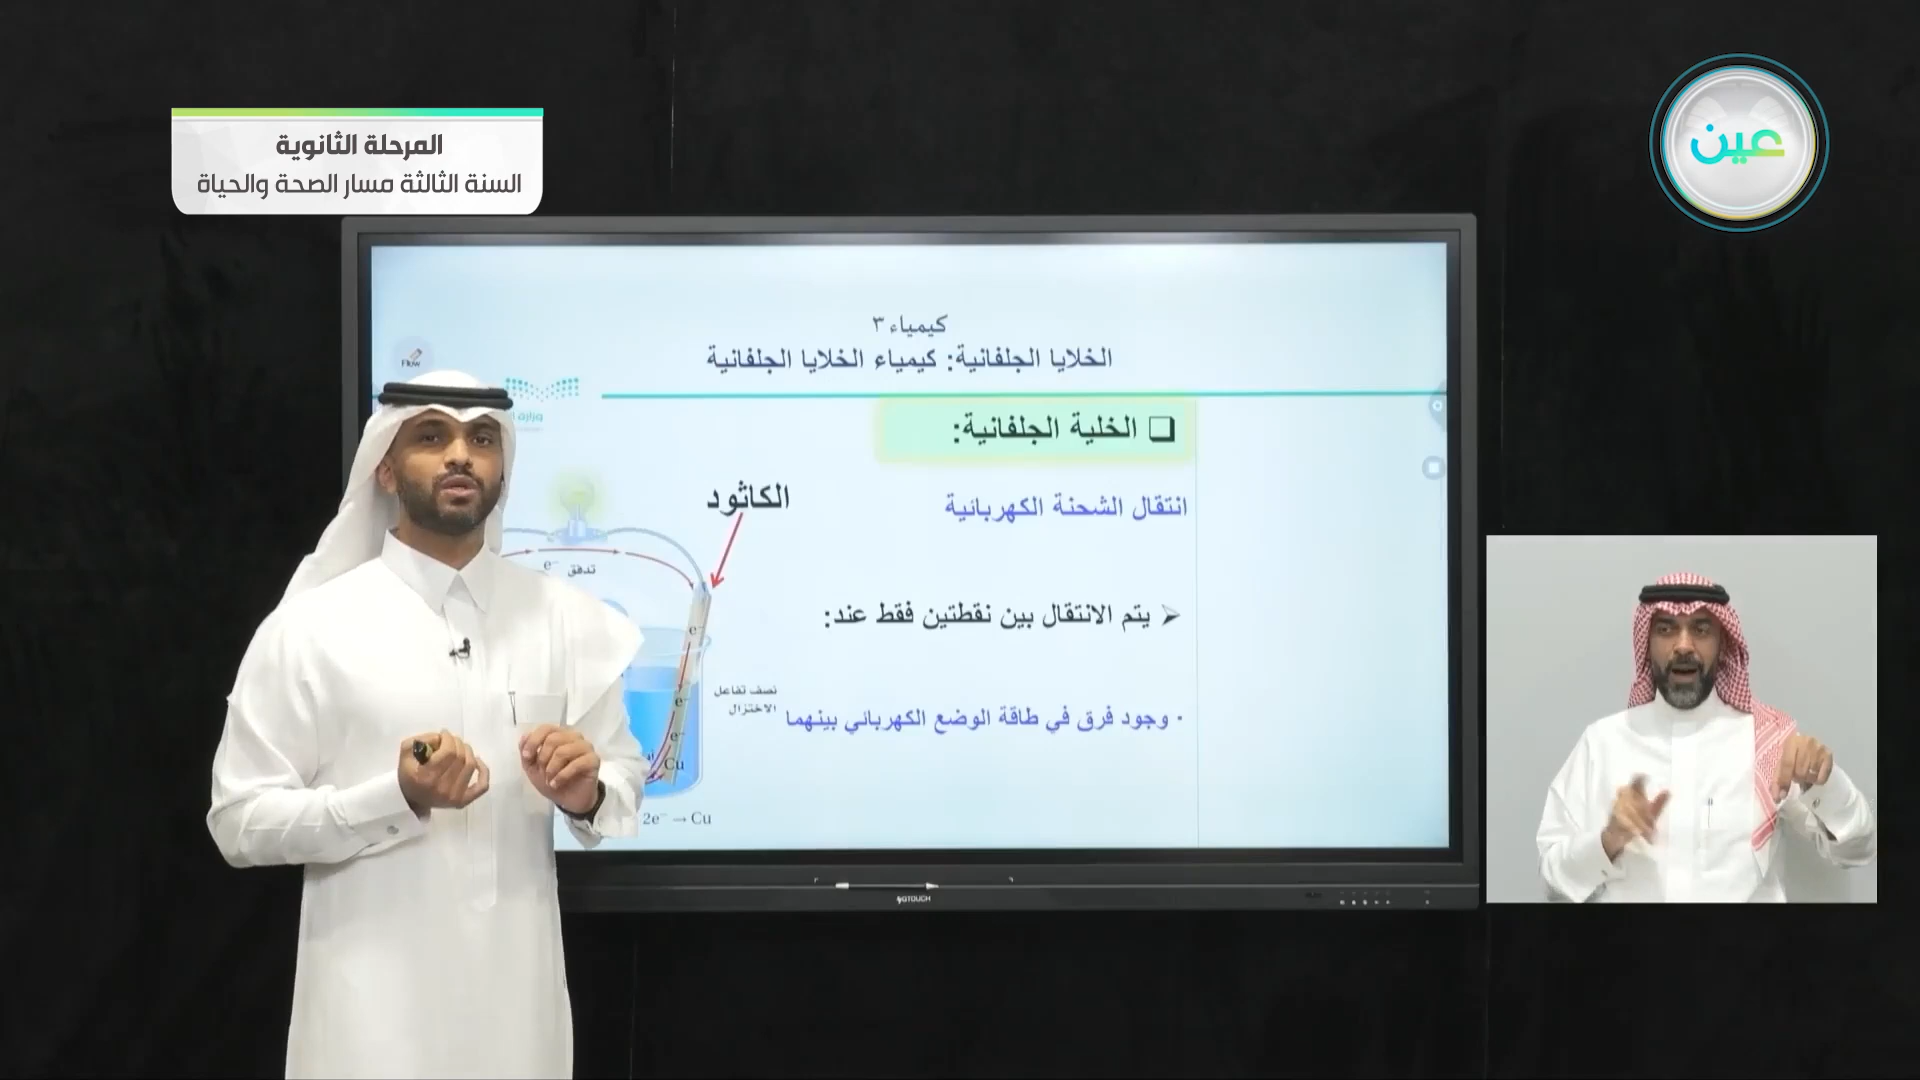 المرحلة الثانوية
السنة الثالثة مسار الصحة والحياة
عين
كيمياء ٣
الخلايا الجلفانية: كيمياء الخلايا الجلفانية
Flow
وزارة
الخلية الجلفانية:
انتقال الشحنة الكهربائية
الكاثود
تدفق e⁻
➢ يتم الانتقال بين نقطتين فقط عند:
e⁻
نصف تفاعل
الاختزال
e⁻
• وجود فرق في طاقة الوضع الكهربائي بينهما
e⁻
Cu
2e⁻ → Cu